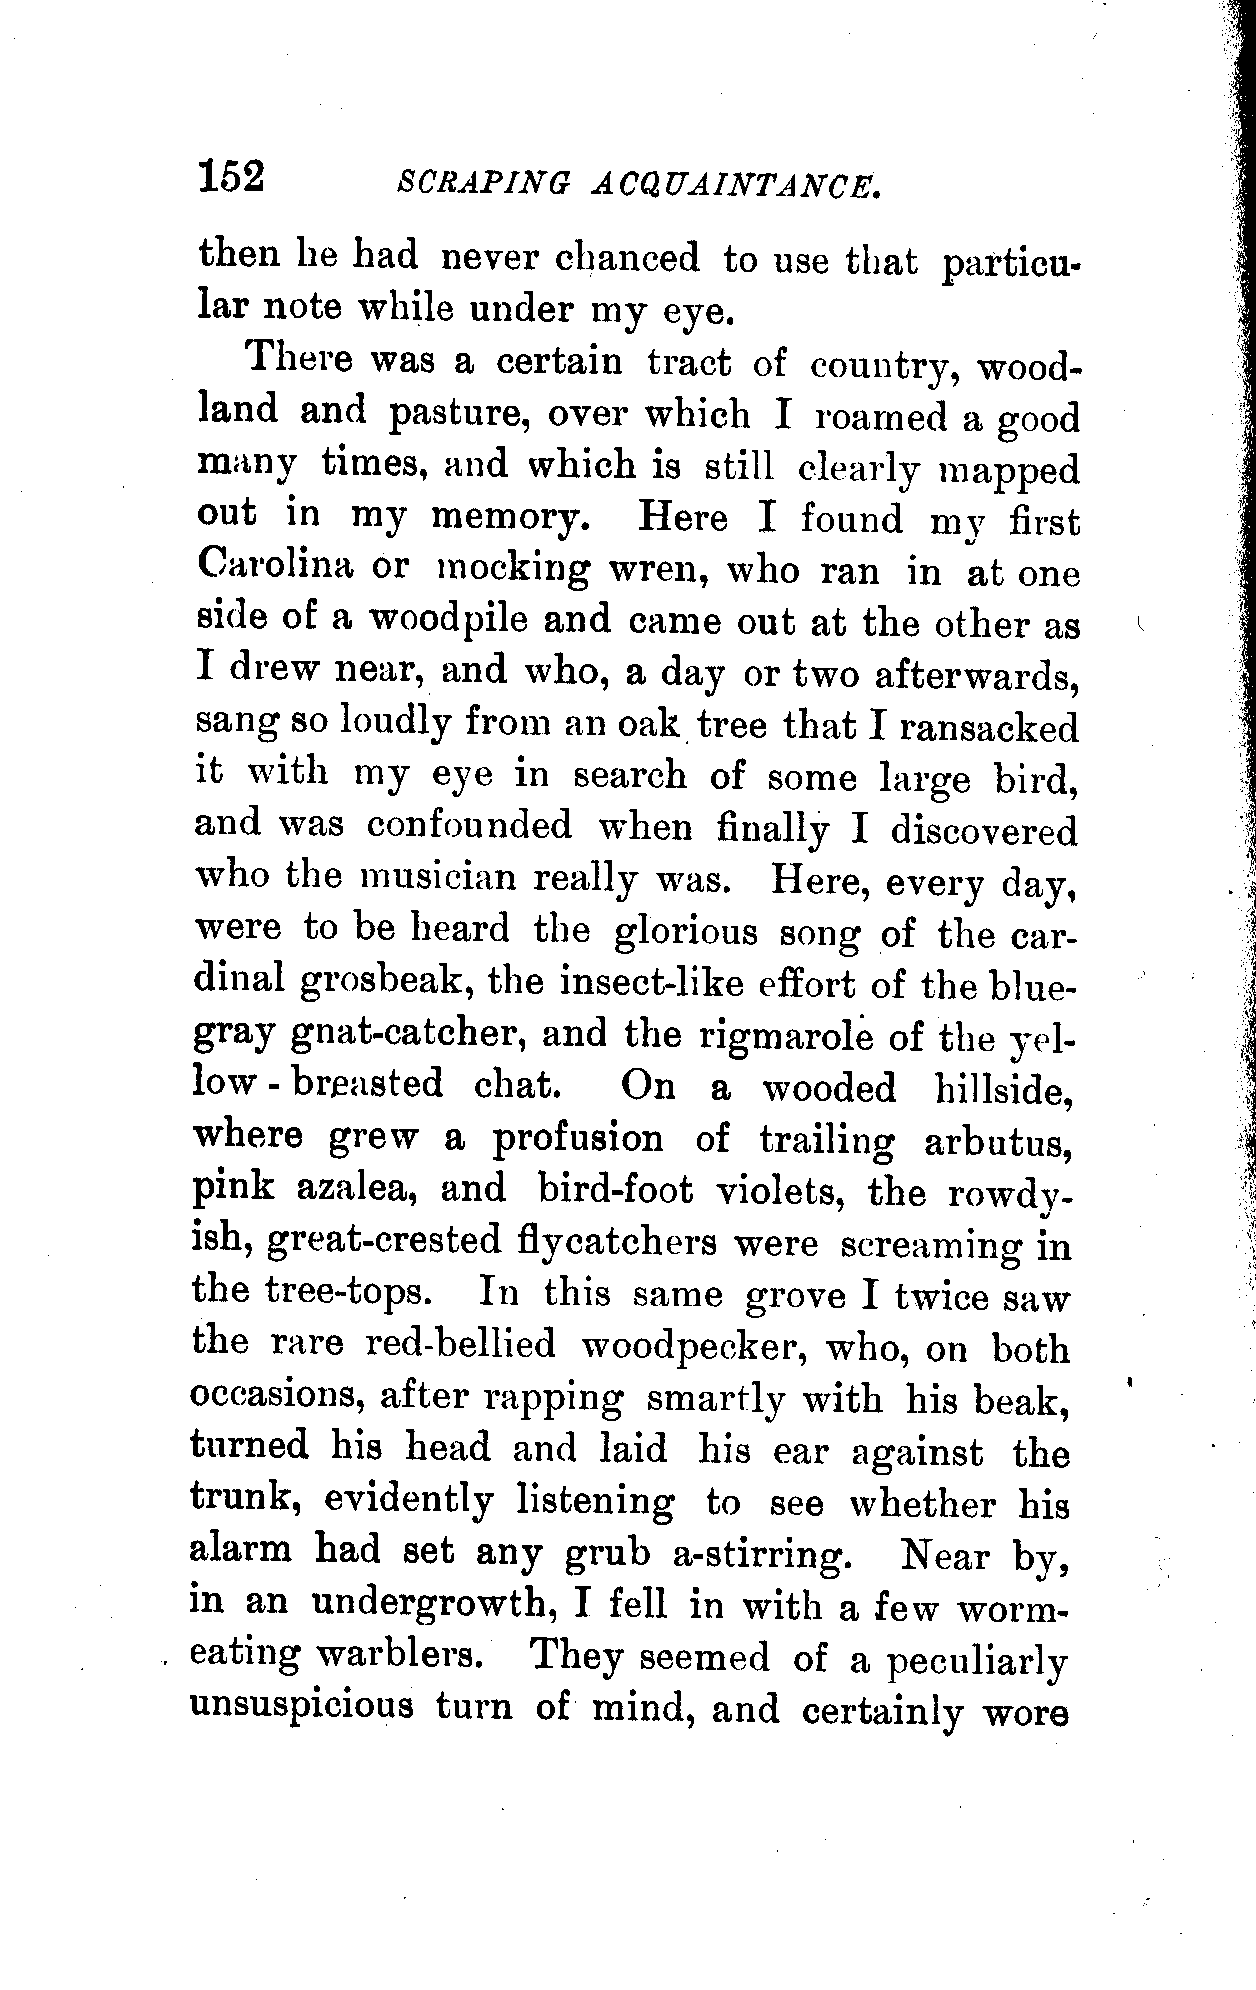 152 SCRAPING ACQUAINTANCE.
then he had never chanced to use that particu-
lar note while under my eye.
There was a certain tract of country, wood-
land and pasture, over which I roamed a good
many times, and which is still clearly mapped
out in my memory. Here I found my first
Carolina or mocking wren, who ran in at one
side of a woodpile and came out at the other as
I drew near, and who, a day or two afterwards,
sang so loudly from an oak tree that I ransacked
it with my eye in search of some large bird,
and was confounded when finally I discovered
who the musician really was. Here, every day,
were to be heard the glorious song of the car-
dinal grosbeak, the insect-like effort of the blue-
gray gnat-catcher, and the rigmarole of the yel-
low-breasted chat. On a wooded hillside,
where grew a profusion of trailing arbutus,
pink azalea, and bird-foot violets, the rowdy-
ish, great-crested flycatchers were screaming in
the tree-tops. In this same grove I twice saw
the rare red-bellied woodpecker, who, on both
occasions, after rapping smartly with his beak,
turned his head and laid his ear against the
trunk, evidently listening to see whether his
alarm had set any grub a-stirring. Near by,
in an undergrowth, I fell in with a few worm-
eating warblers. They seemed of a peculiarly
unsuspicious turn of mind, and certainly wore